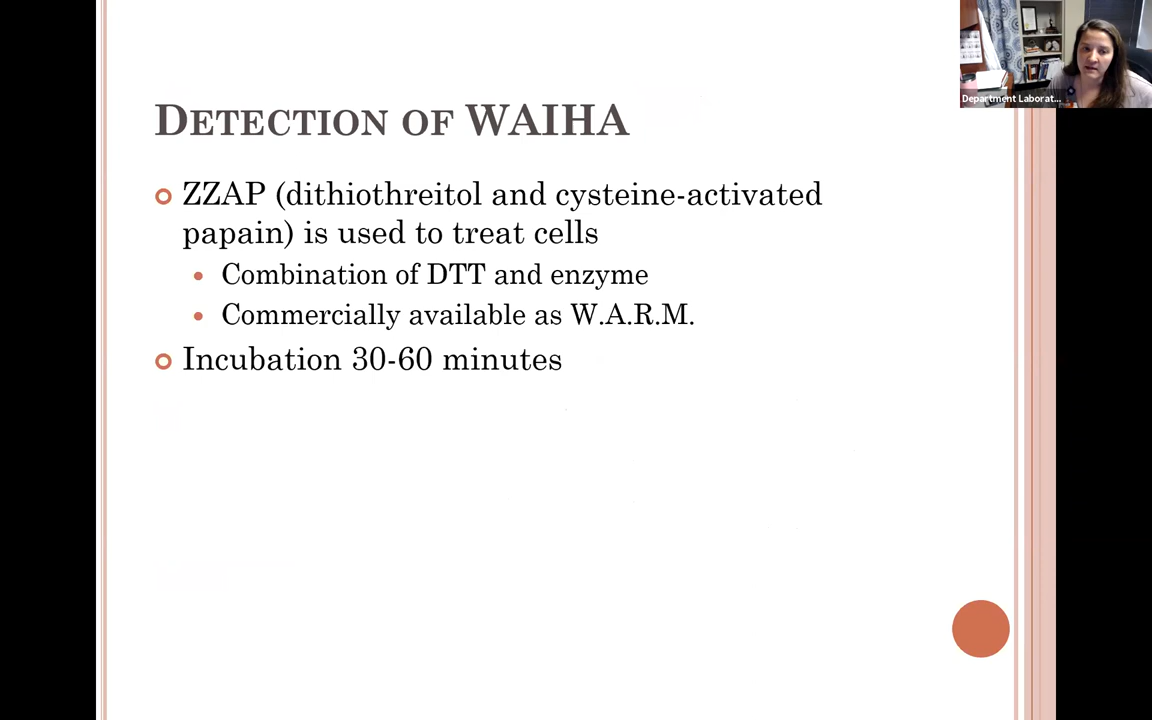 Detection of WAIHA
ZZAP (dithiothreitol and cysteine-activated
papain) is used to treat cells
Combination of DTT and enzyme
Commercially available as W.A.R.M.
Incubation 30-60 minutes
Department Laborat...